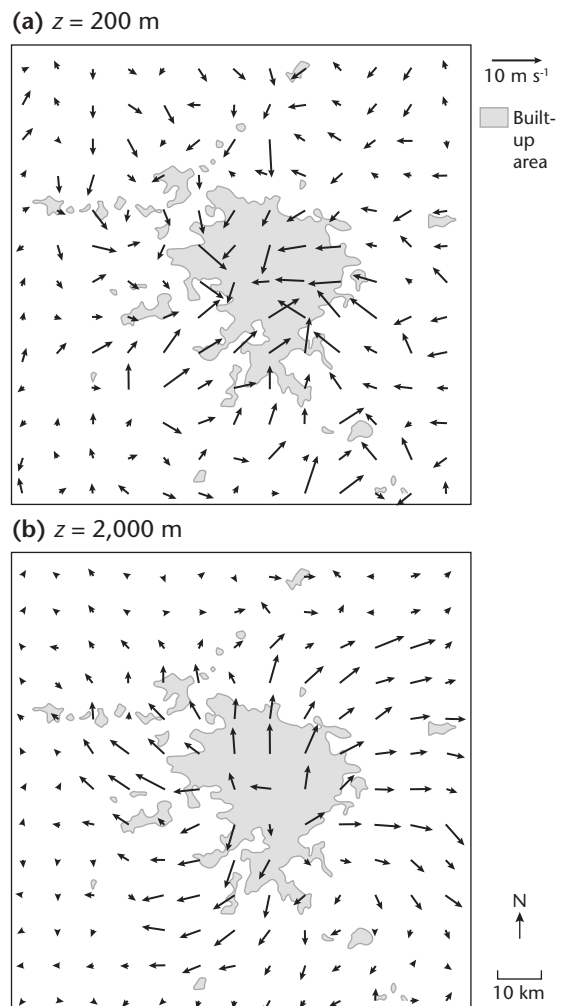 (a) z = 200 m
10 m s-1
Built-
up
area
(b) z = 2,000 m
N
10 km